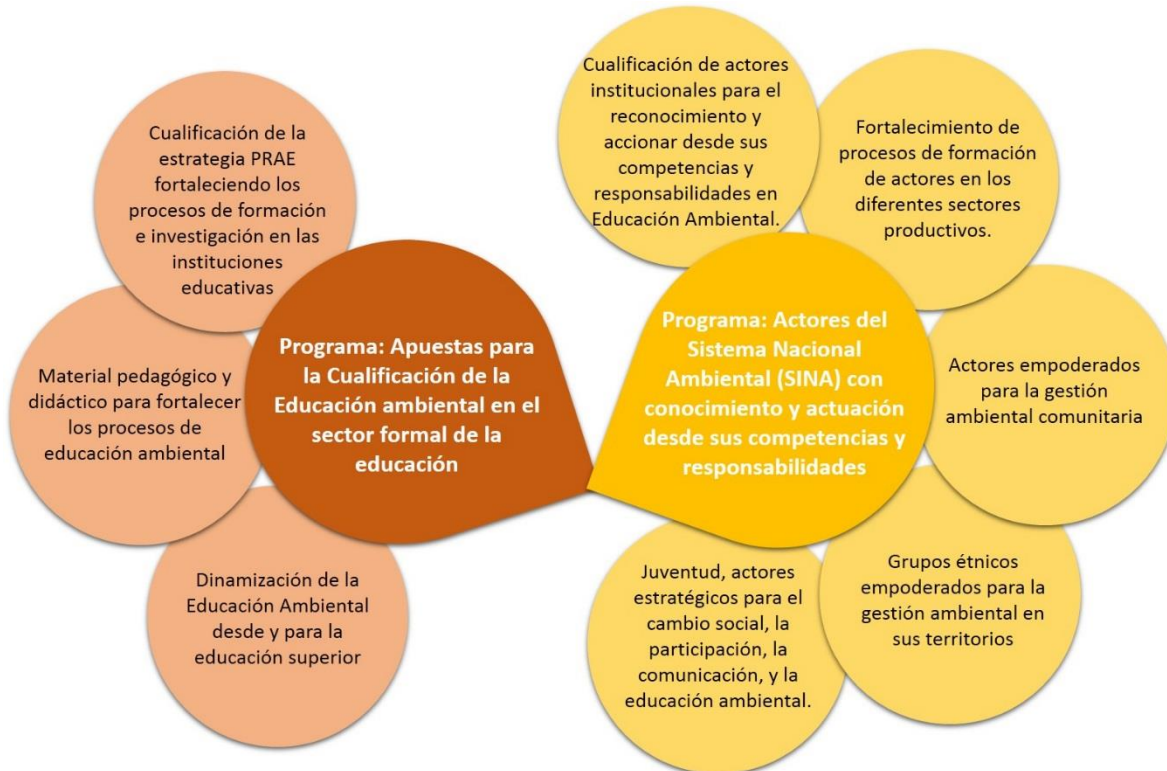 Cualificación de la
estrategia PRAE
fortaleciendo los
procesos de formación
e investigación en las
instituciones
educativas
Material pedagógico y
didáctico para fortalecer
los procesos de
educación ambiental
Dinamización de la
Educación Ambiental
desde y para la
educación superior
Programa: Apuestas para
la Cualificación de la
Educación ambiental en el
sector formal de la
educación
Programa: Actores del
Sistema Nacional
Ambiental (SINA) con
conocimiento y actuación
desde sus competencias y
responsabilidades
Cualificación de actores
institucionales para el
reconocimiento y
accionar desde sus
competencias y
responsabilidades en
Educación Ambiental.
Fortalecimiento de
procesos de formación
de actores en los
diferentes sectores
productivos.
Actores empoderados
para la gestión
ambiental comunitaria
Grupos étnicos
empoderados para la
gestión ambiental en
sus territorios
Juventud, actores
estratégicos para el
cambio social, la
participación, la
comunicación, y la
educación ambiental.